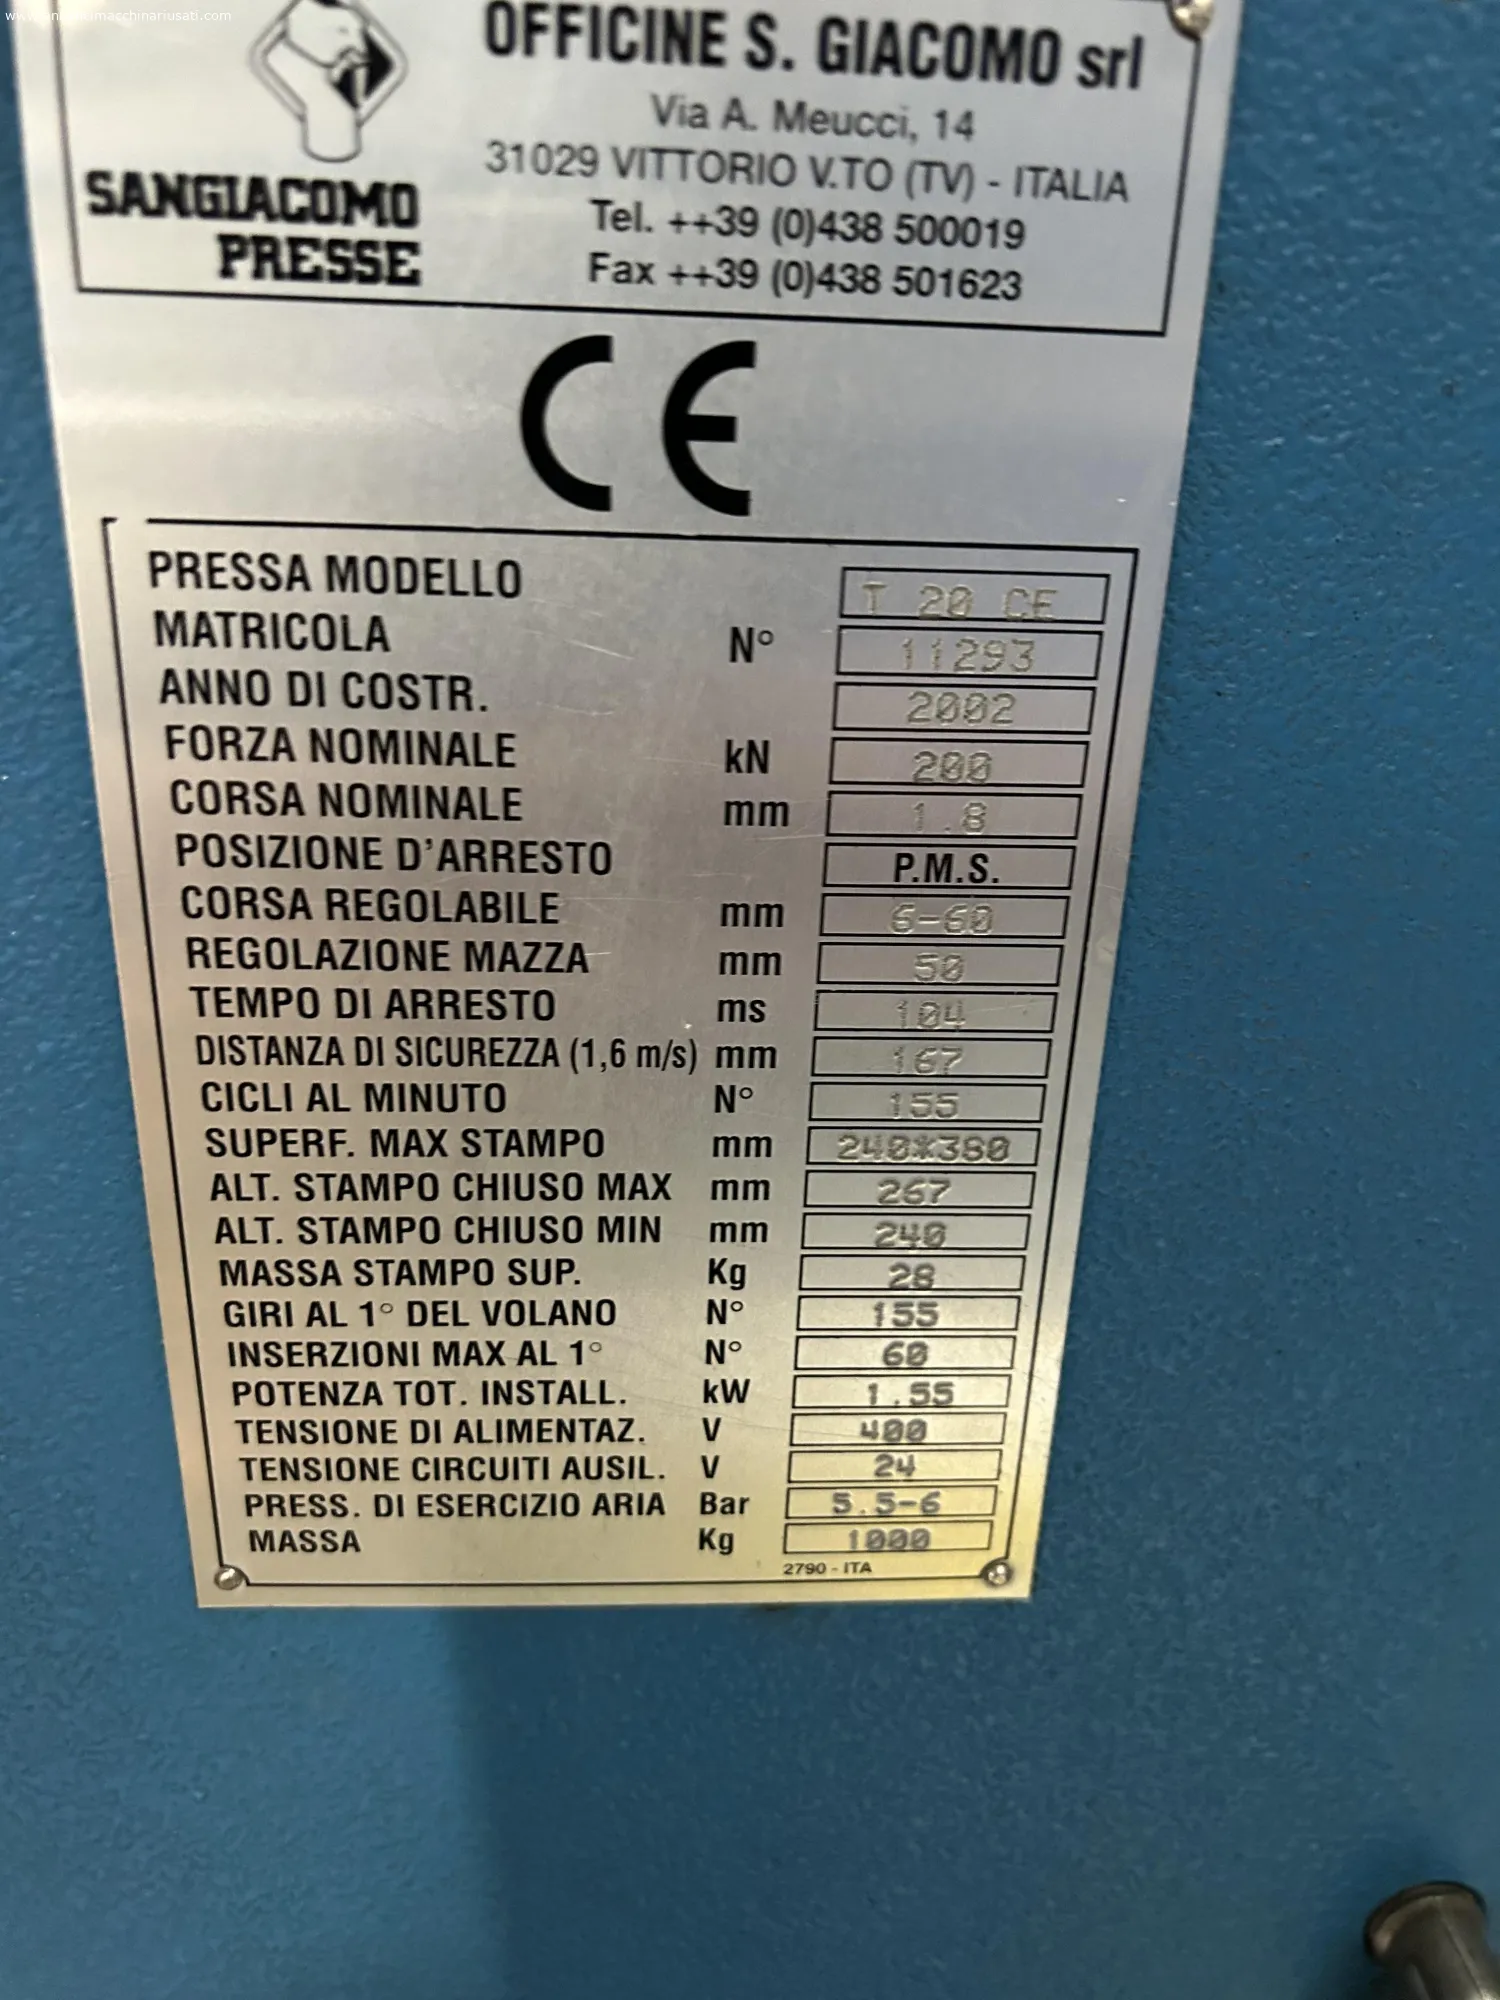 OFFICINE S. GIACOMO srl
Via A. Meucci, 14
31029 VITTORIO V.TO (TV) - ITALIA
Tel. ++39 (0)438 500019
Fax ++39 (0)438 501623
SANGIACOMO
PRESSE
CE
PRESSA MODELLO T 20 CE
MATRICOLA N° 11293
ANNO DI COSTR. 2002
FORZA NOMINALE kN 200
CORSA NOMINALE mm 1.8
POSIZIONE D'ARRESTO P.M.S.
CORSA REGOLABILE mm 6-60
REGOLAZIONE MAZZA mm 50
TEMPO DI ARRESTO ms 104
DISTANZA DI SICUREZZA (1,6 m/s) mm 167
CICLI AL MINUTO N° 155
SUPERF. MAX STAMPO mm 240*380
ALT. STAMPO CHIUSO MAX mm 267
ALT. STAMPO CHIUSO MIN mm 240
MASSA STAMPO SUP. Kg 28
GIRI AL 1° DEL VOLANO N° 155
INSERZIONI MAX AL 1° N° 60
POTENZA TOT. INSTALL. kW 1.55
TENSIONE DI ALIMENTAZ. V 400
TENSIONE CIRCUITI AUSIL. V 24
PRESS. DI ESERCIZIO ARIA Bar 5.5-6
MASSA Kg 1000
2790 - ITA